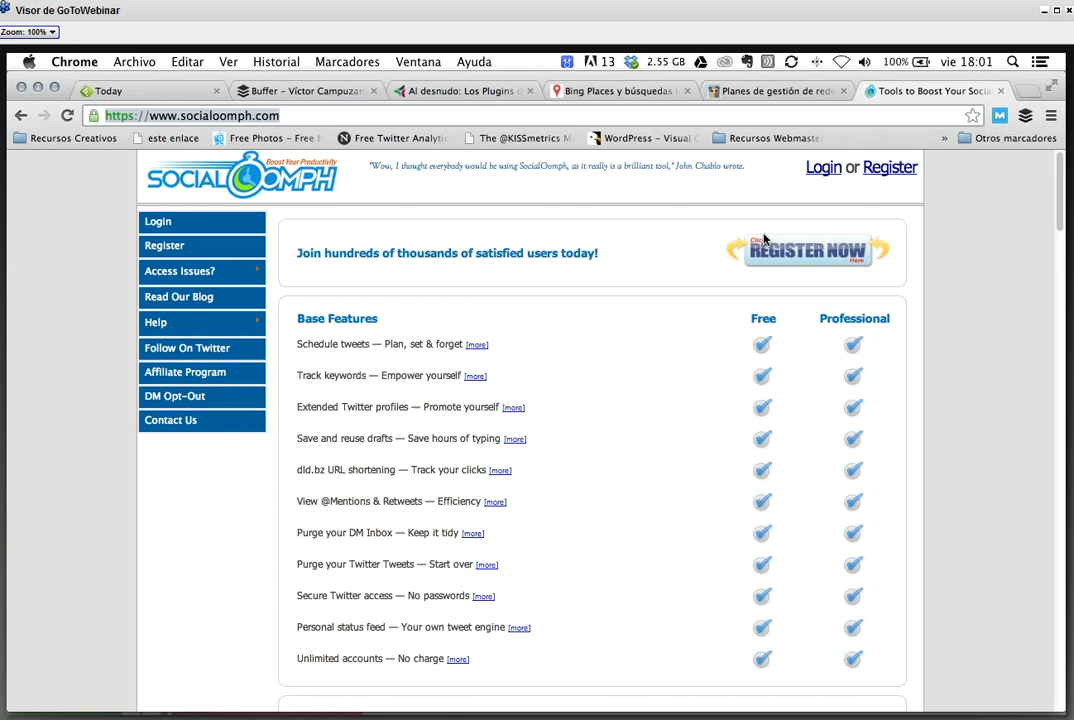 Visor de GoToWebinar
Zoom: 100%
Chrome Archivo Editar Ver Historial Marcadores Ventana Ayuda 13 2.55 GB 100% vie 18:01
Today Buffer – Víctor Campuzan Al desnudo: Los Plugins d Bing Places y búsquedas l Planes de gestión de rede Tools to Boost Your Socia
https://www.socialoomph.com
Recursos Creativos este enlace Free Photos - Free I Free Twitter Analytic The @KISSmetrics M WordPress - Visual C Recursos Webmaster » Otros marcadores
Boost Your Productivity
SOCIAL OOMPH
"Wow, I thought everybody would be using SocialOomph, as it really is a brilliant tool," John Chablo wrote.
Login or Register
Login
Register
Access Issues?
Read Our Blog
Help
Follow On Twitter
Affiliate Program
DM Opt-Out
Contact Us
Join hundreds of thousands of satisfied users today!
REGISTER NOW
Here
Base Features Free Professional
Schedule tweets — Plan, set & forget [more]
Track keywords — Empower yourself [more]
Extended Twitter profiles — Promote yourself [more]
Save and reuse drafts — Save hours of typing [more]
dld.bz URL shortening — Track your clicks [more]
View @Mentions & Retweets — Efficiency [more]
Purge your DM Inbox — Keep it tidy [more]
Purge your Twitter Tweets — Start over [more]
Secure Twitter access — No passwords [more]
Personal status feed — Your own tweet engine [more]
Unlimited accounts — No charge [more]